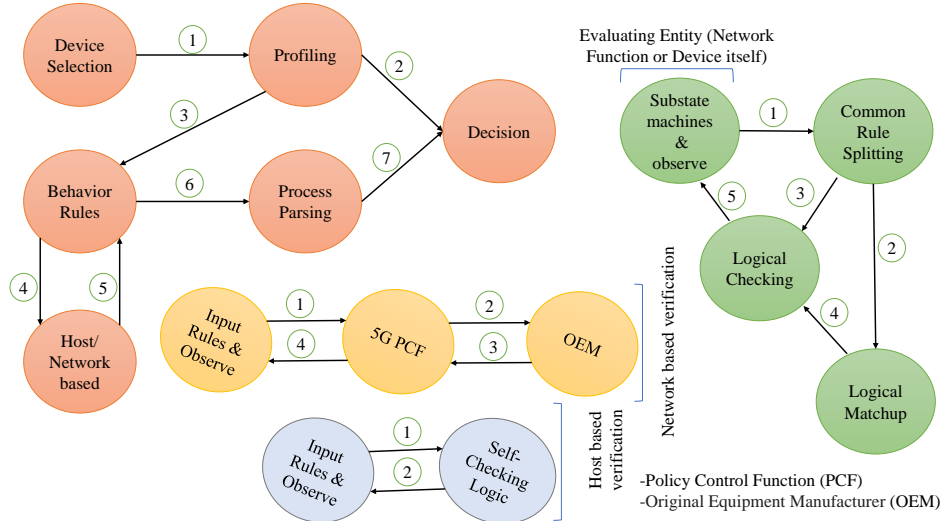 Device
Selection
1
Profiling
2
3
Decision
Behavior
Rules
6
Process
Parsing
7
4
5
Host/
Network
based
Evaluating Entity (Network
Function or Device itself)
Substate
machines
&
observe
1
Common
Rule
Splitting
5
3
2
Logical
Checking
4
Logical
Matchup
Input
Rules &
Observe
1
4
5G PCF
2
3
OEM
Network based verification
Input
Rules &
Observe
1
2
Self-
Checking
Logic
Host based
verification
-Policy Control Function (PCF)
-Original Equipment Manufacturer (OEM)